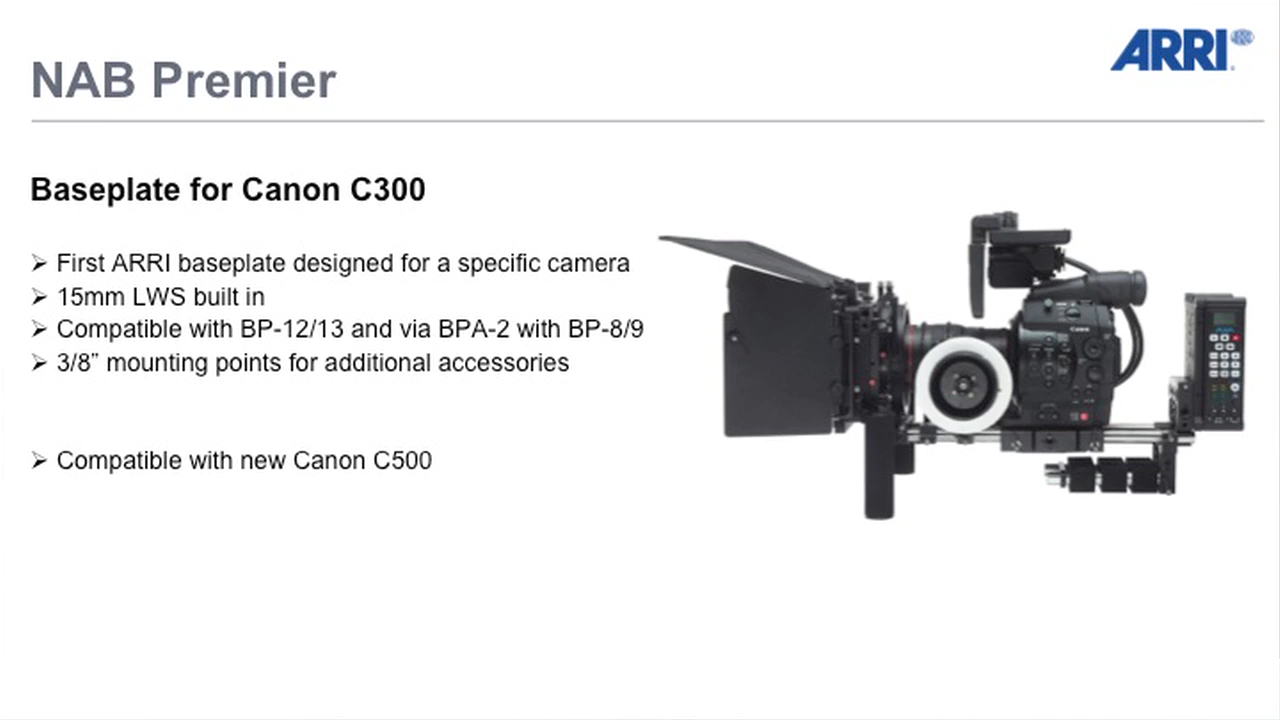 ARRI
NAB Premier
Baseplate for Canon C300
➢ First ARRI baseplate designed for a specific camera
➢ 15mm LWS built in
➢ Compatible with BP-12/13 and via BPA-2 with BP-8/9
➢ 3/8” mounting points for additional accessories
➢ Compatible with new Canon C500
Canon